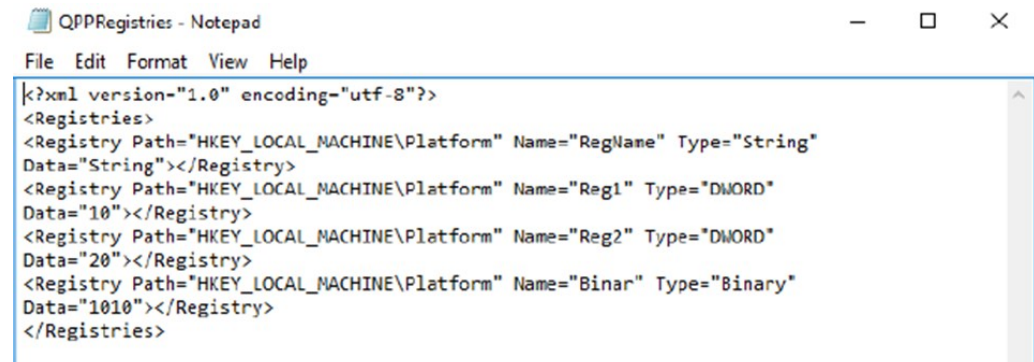 QPPRegistries - Notepad
File Edit Format View Help
<?xml version="1.0" encoding="utf-8"?>
<Registries>
<Registry Path="HKEY_LOCAL_MACHINE\Platform" Name="RegName" Type="String"
Data="String"></Registry>
<Registry Path="HKEY_LOCAL_MACHINE\Platform" Name="Reg1" Type="DWORD"
Data="10"></Registry>
<Registry Path="HKEY_LOCAL_MACHINE\Platform" Name="Reg2" Type="DWORD"
Data="20"></Registry>
<Registry Path="HKEY_LOCAL_MACHINE\Platform" Name="Binar" Type="Binary"
Data="1010"></Registry>
</Registries>